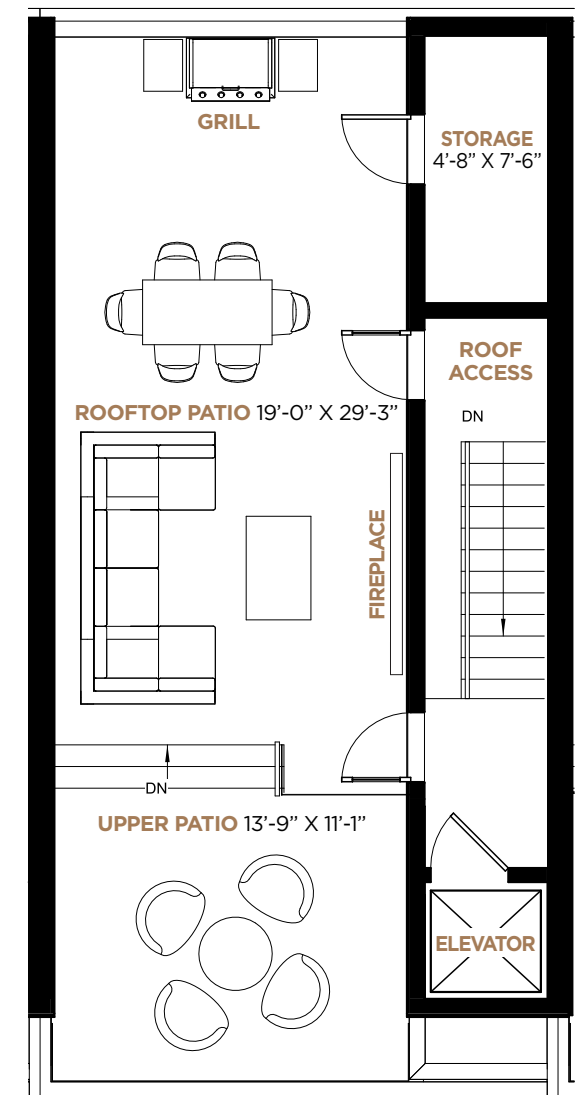 GRILL
STORAGE
4’-8” X 7’-6”
ROOF
ACCESS
DN
ROOFTOP PATIO 19’-0” X 29’-3”
FIREPLACE
DN
UPPER PATIO 13’-9” X 11’-1”
ELEVATOR